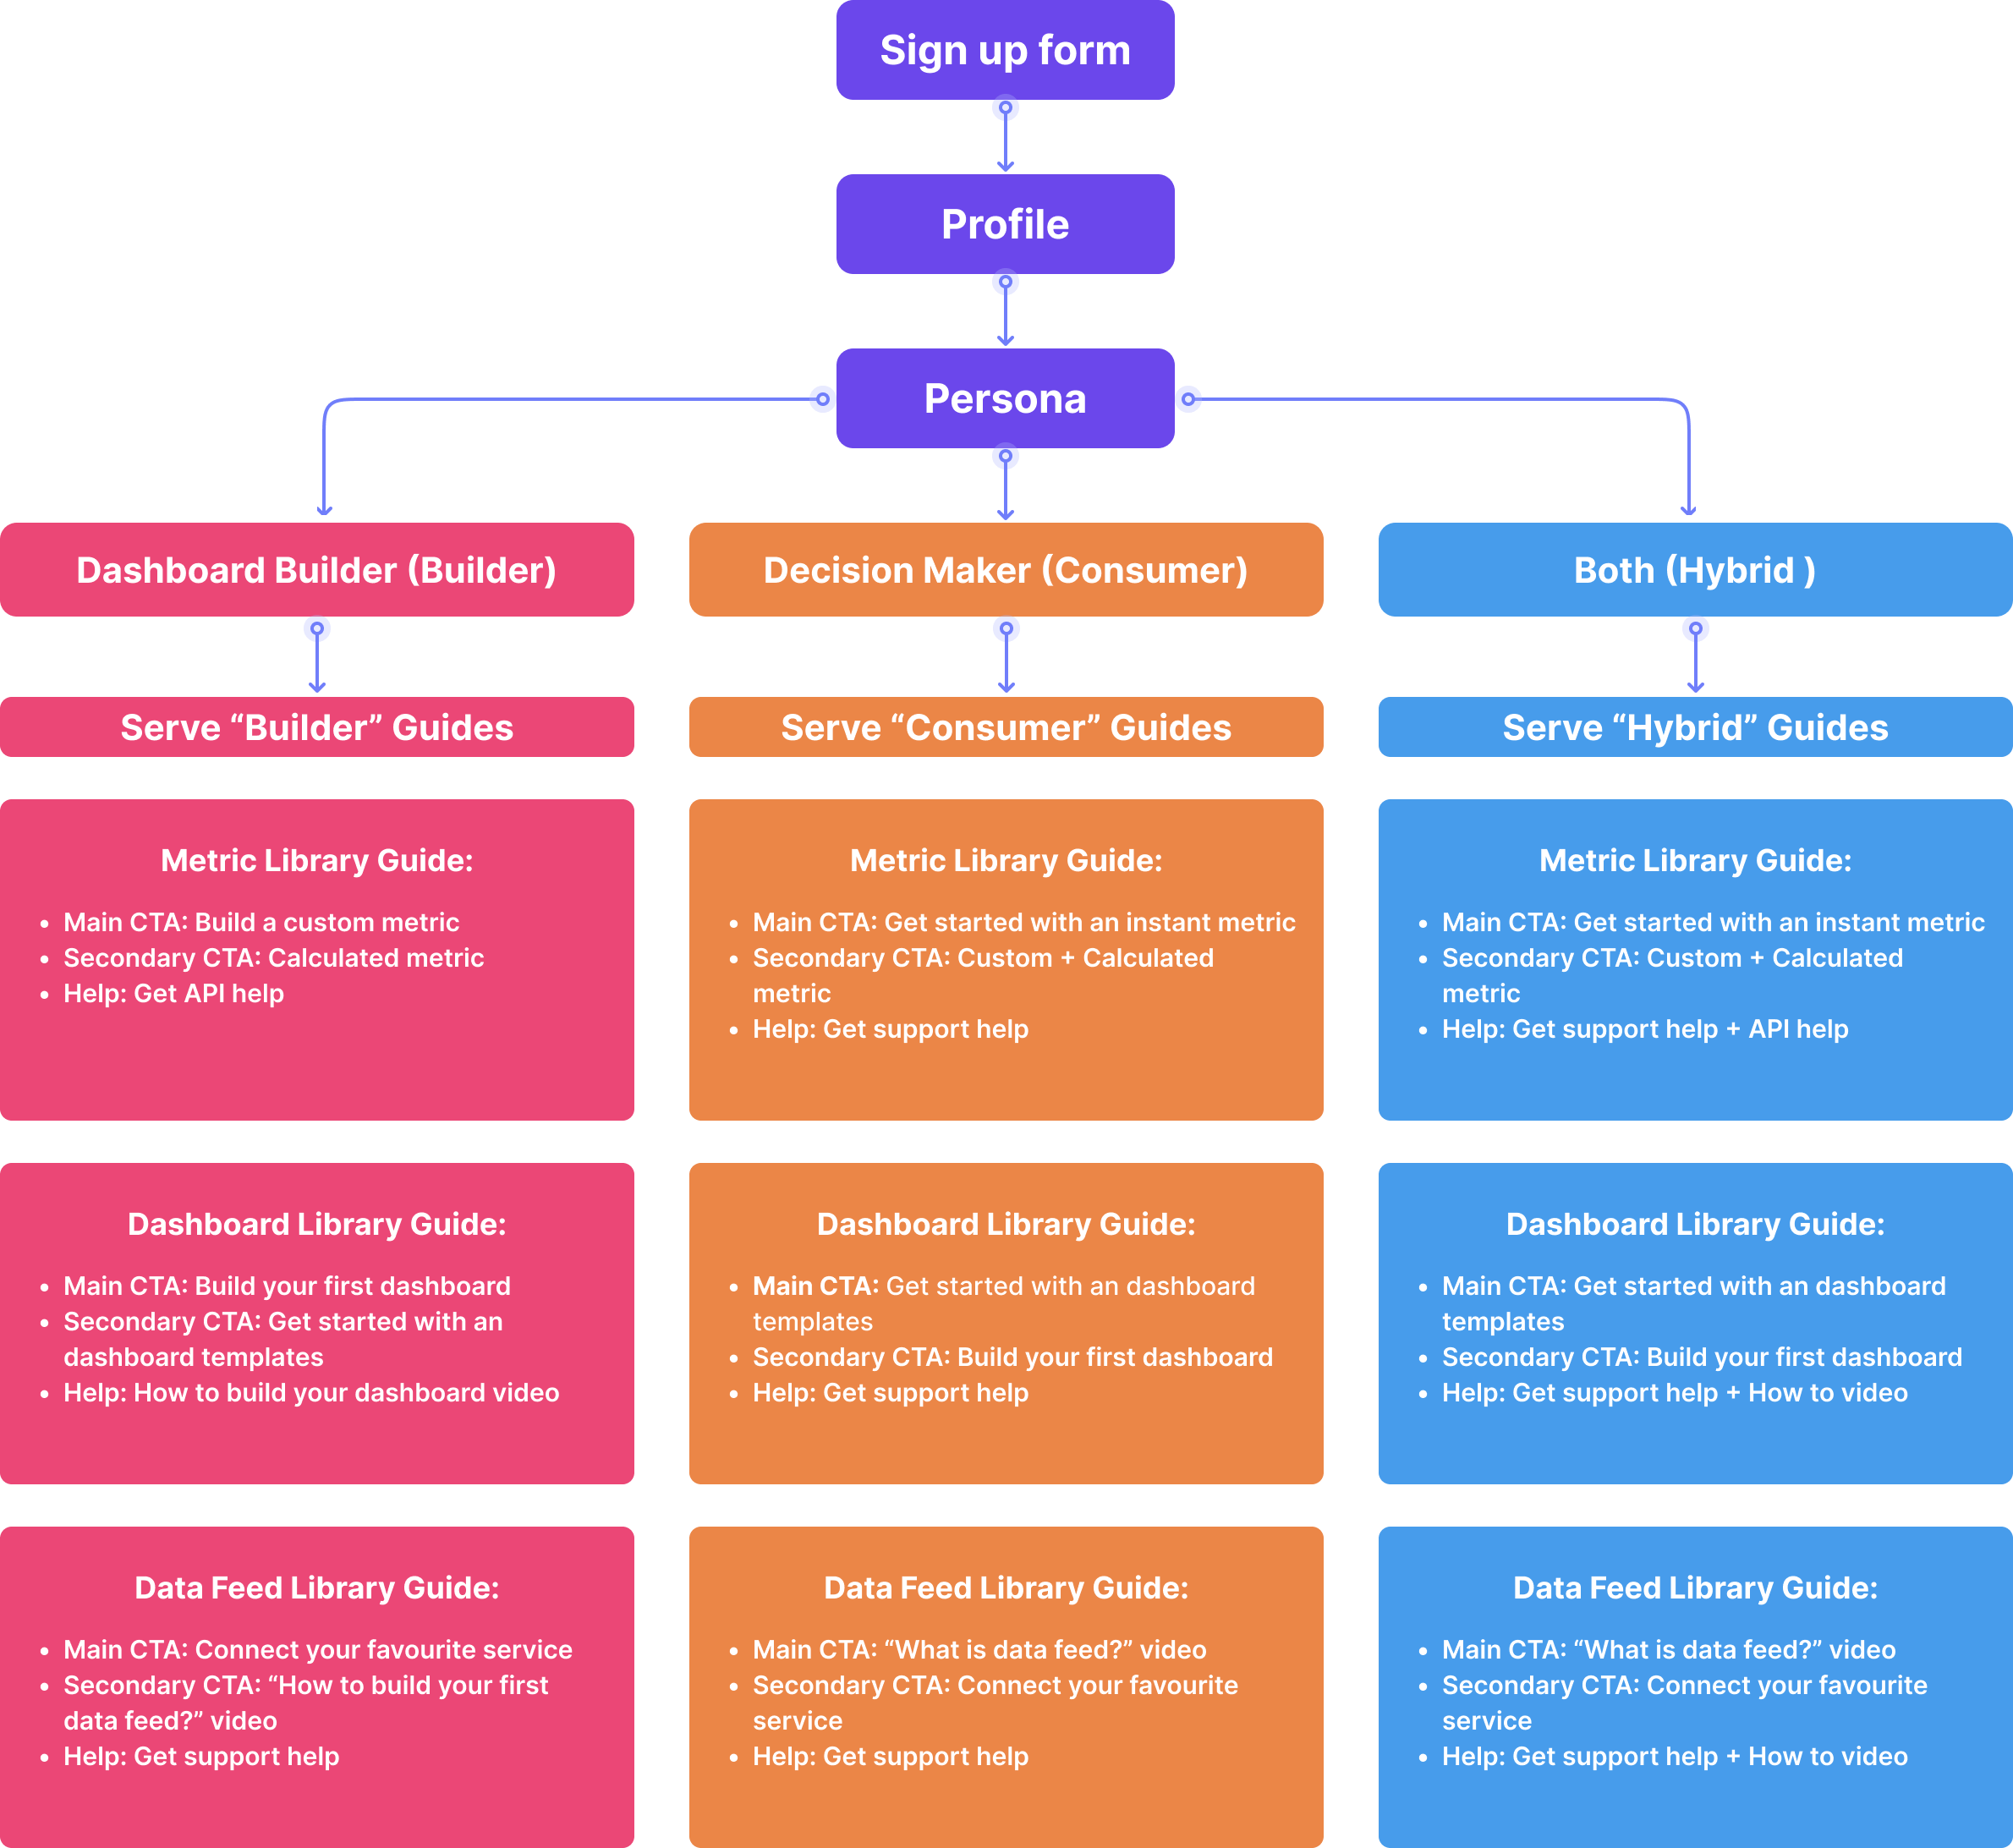 Sign up form
Profile
Persona
Dashboard Builder (Builder)
Decision Maker (Consumer)
Both (Hybrid )
Serve “Builder” Guides
Serve “Consumer” Guides
Serve “Hybrid” Guides
Metric Library Guide:
• Main CTA: Build a custom metric
• Secondary CTA: Calculated metric
• Help: Get API help
Metric Library Guide:
• Main CTA: Get started with an instant metric
• Secondary CTA: Custom + Calculated
metric
• Help: Get support help
Metric Library Guide:
• Main CTA: Get started with an instant metric
• Secondary CTA: Custom + Calculated
metric
• Help: Get support help + API help
Dashboard Library Guide:
• Main CTA: Build your first dashboard
• Secondary CTA: Get started with an
dashboard templates
• Help: How to build your dashboard video
Dashboard Library Guide:
• Main CTA: Get started with an dashboard
templates
• Secondary CTA: Build your first dashboard
• Help: Get support help
Dashboard Library Guide:
• Main CTA: Get started with an dashboard
templates
• Secondary CTA: Build your first dashboard
• Help: Get support help + How to video
Data Feed Library Guide:
• Main CTA: Connect your favourite service
• Secondary CTA: “How to build your first
data feed?” video
• Help: Get support help
Data Feed Library Guide:
• Main CTA: “What is data feed?” video
• Secondary CTA: Connect your favourite
service
• Help: Get support help
Data Feed Library Guide:
• Main CTA: “What is data feed?” video
• Secondary CTA: Connect your favourite
service
• Help: Get support help + How to video